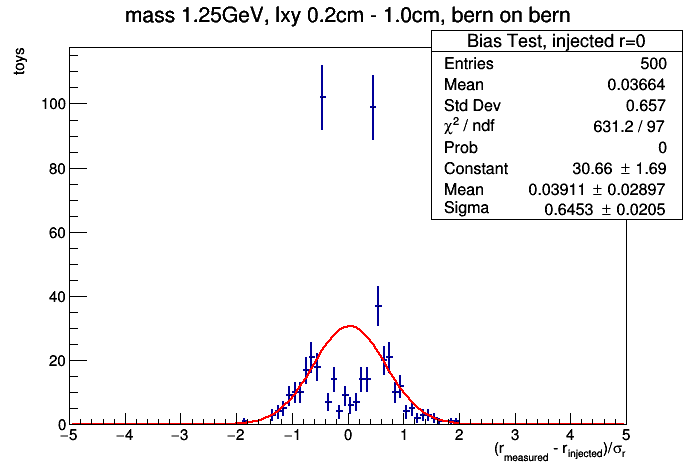 mass 1.25GeV, lxy 0.2cm - 1.0cm, bern on bern
Bias Test, injected r=0
Entries 500
Mean 0.03664
Std Dev 0.657
χ² / ndf 631.2 / 97
Prob 0
Constant 30.66 ± 1.69
Mean 0.03911 ± 0.02897
Sigma 0.6453 ± 0.0205
toys
100
80
60
40
20
0
−5 −4 −3 −2 −1 0 1 2 3 4 5
(r_measured - r_injected)/σ_r